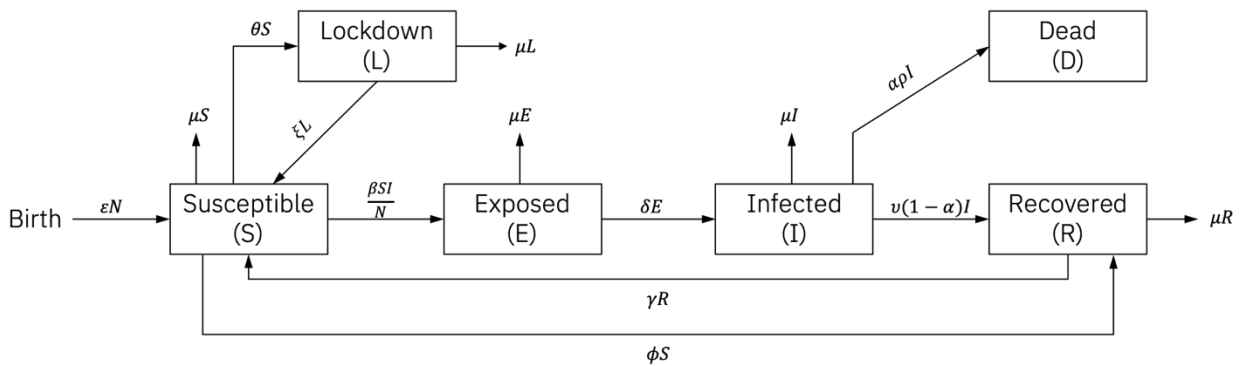 θS
Lockdown
(L)
μL
Dead
(D)
αρI
μS
ξL
μE
μI
Birth
εN
Susceptible
(S)
βSI
N
Exposed
(E)
δE
Infected
(I)
υ(1 − α)I
Recovered
(R)
μR
γR
ϕS